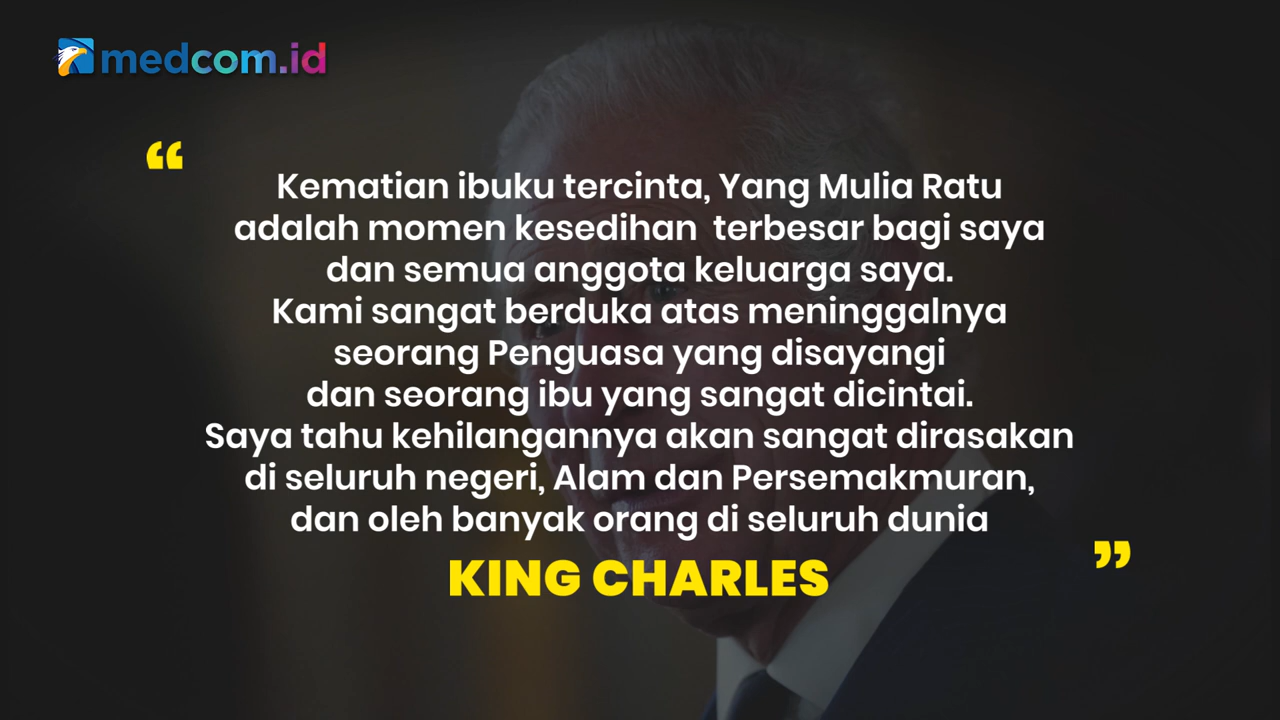 medcom.id
“
Kematian ibuku tercinta, Yang Mulia Ratu
adalah momen kesedihan  terbesar bagi saya
dan semua anggota keluarga saya.
Kami sangat berduka atas meninggalnya
seorang Penguasa yang disayangi
dan seorang ibu yang sangat dicintai.
Saya tahu kehilangannya akan sangat dirasakan
di seluruh negeri, Alam dan Persemakmuran,
dan oleh banyak orang di seluruh dunia
”
KING CHARLES